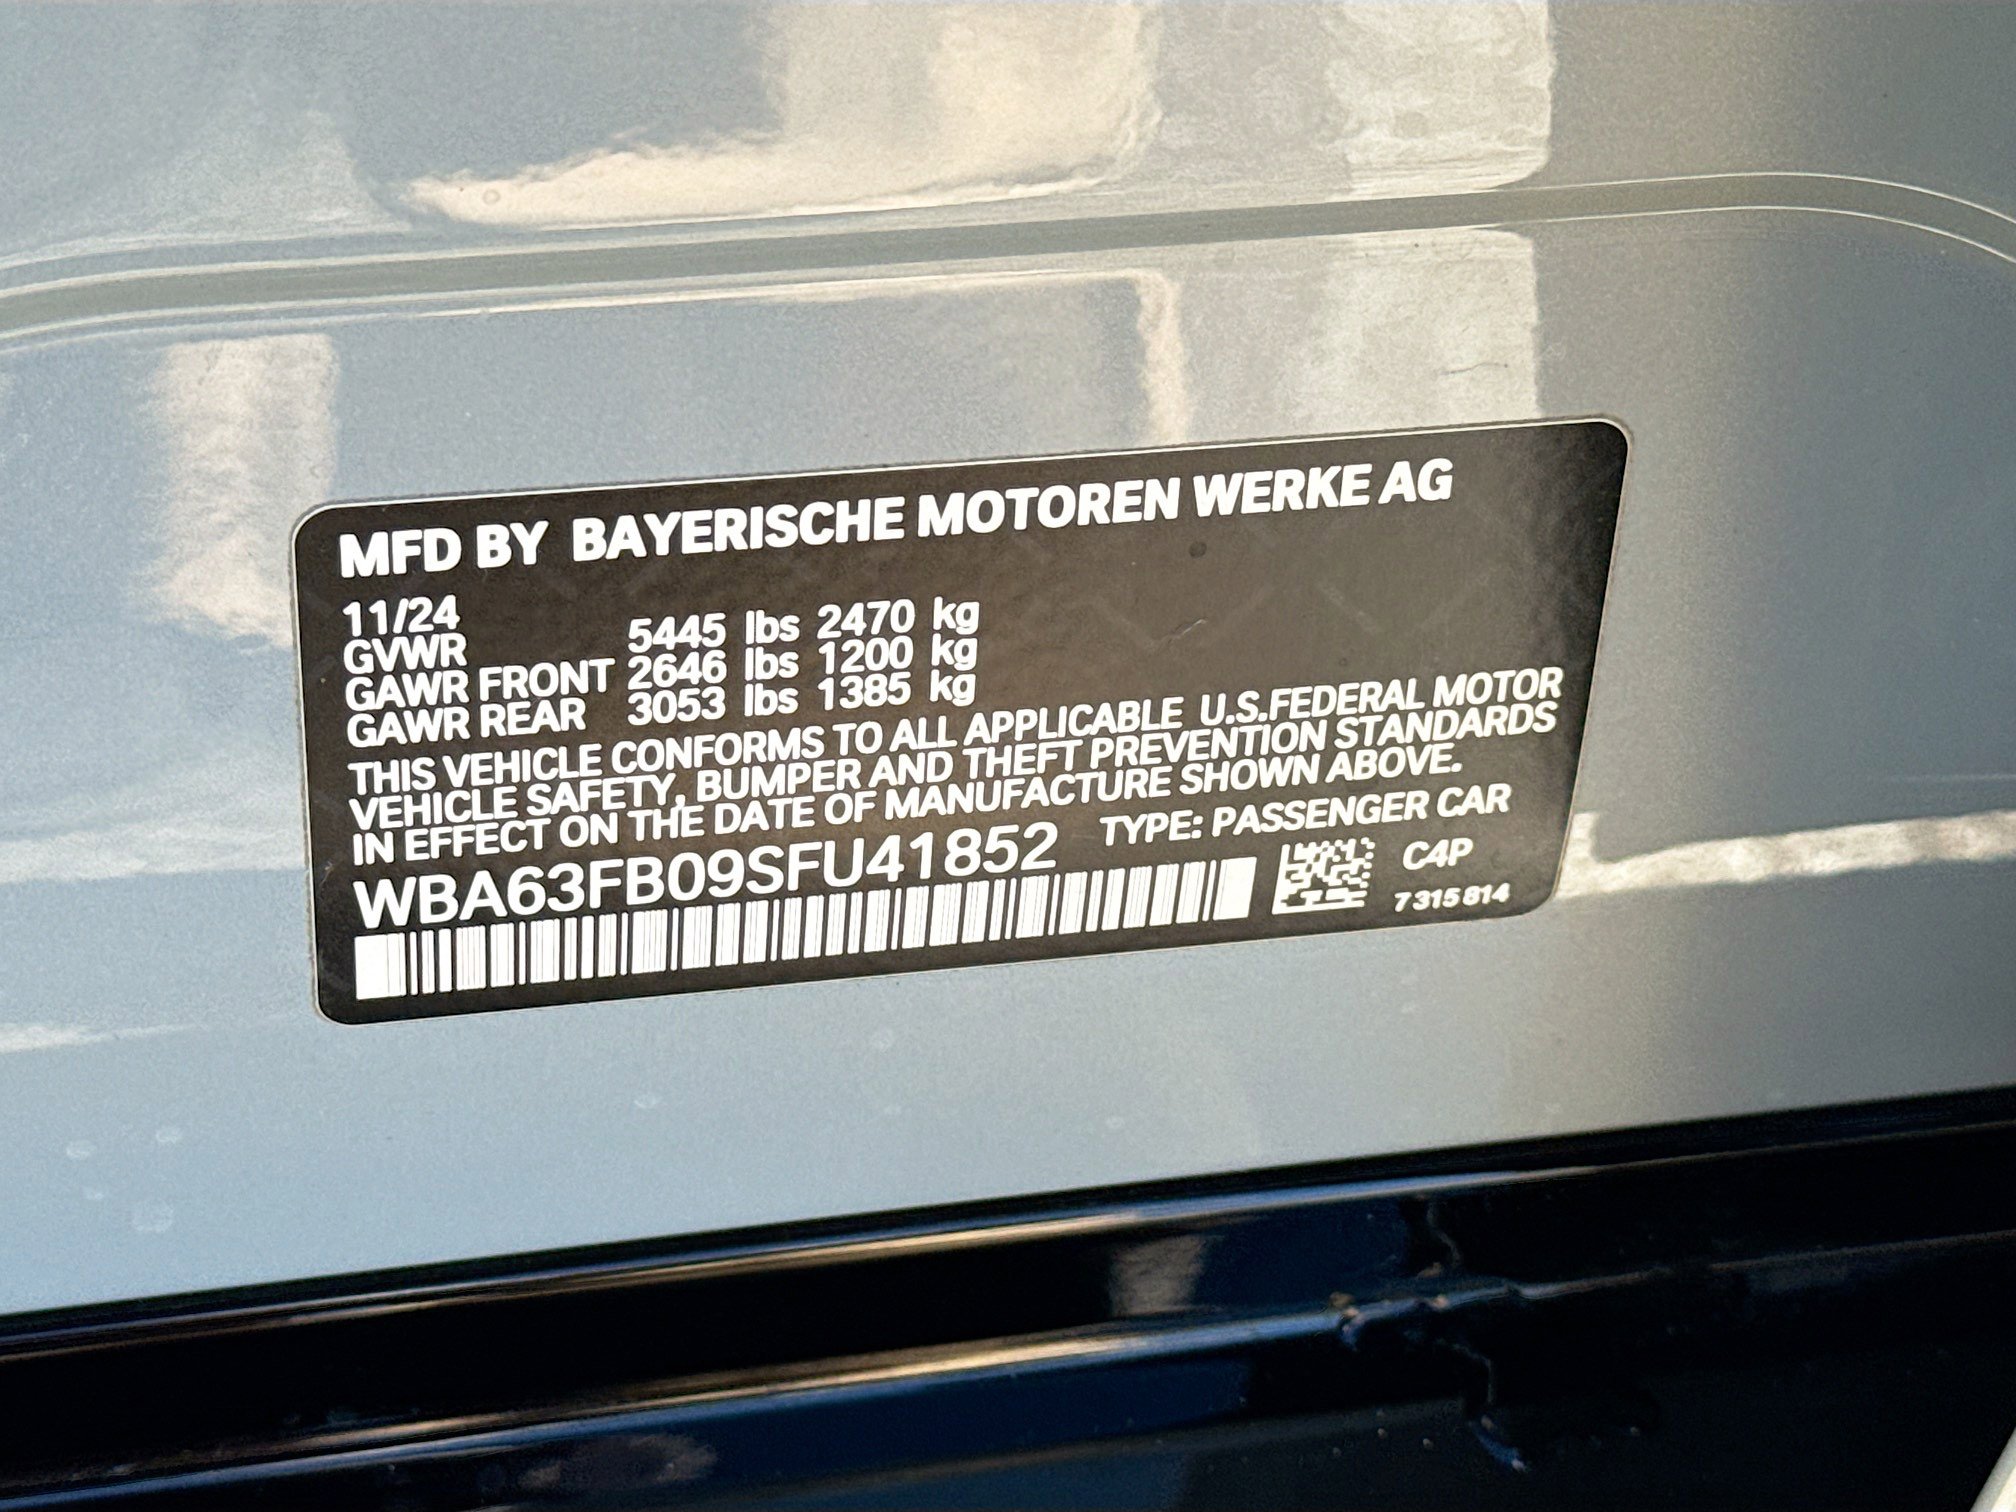 MFD BY BAYERISCHE MOTOREN WERKE AG
11/24
GVWR 5445 lbs 2470 kg
GAWR FRONT 2646 lbs 1200 kg
GAWR REAR 3053 lbs 1385 kg
THIS VEHICLE CONFORMS TO ALL APPLICABLE U.S.FEDERAL MOTOR
VEHICLE SAFETY, BUMPER AND THEFT PREVENTION STANDARDS
IN EFFECT ON THE DATE OF MANUFACTURE SHOWN ABOVE.
WBA63FB09SFU41852 TYPE: PASSENGER CAR
C4P
7315814